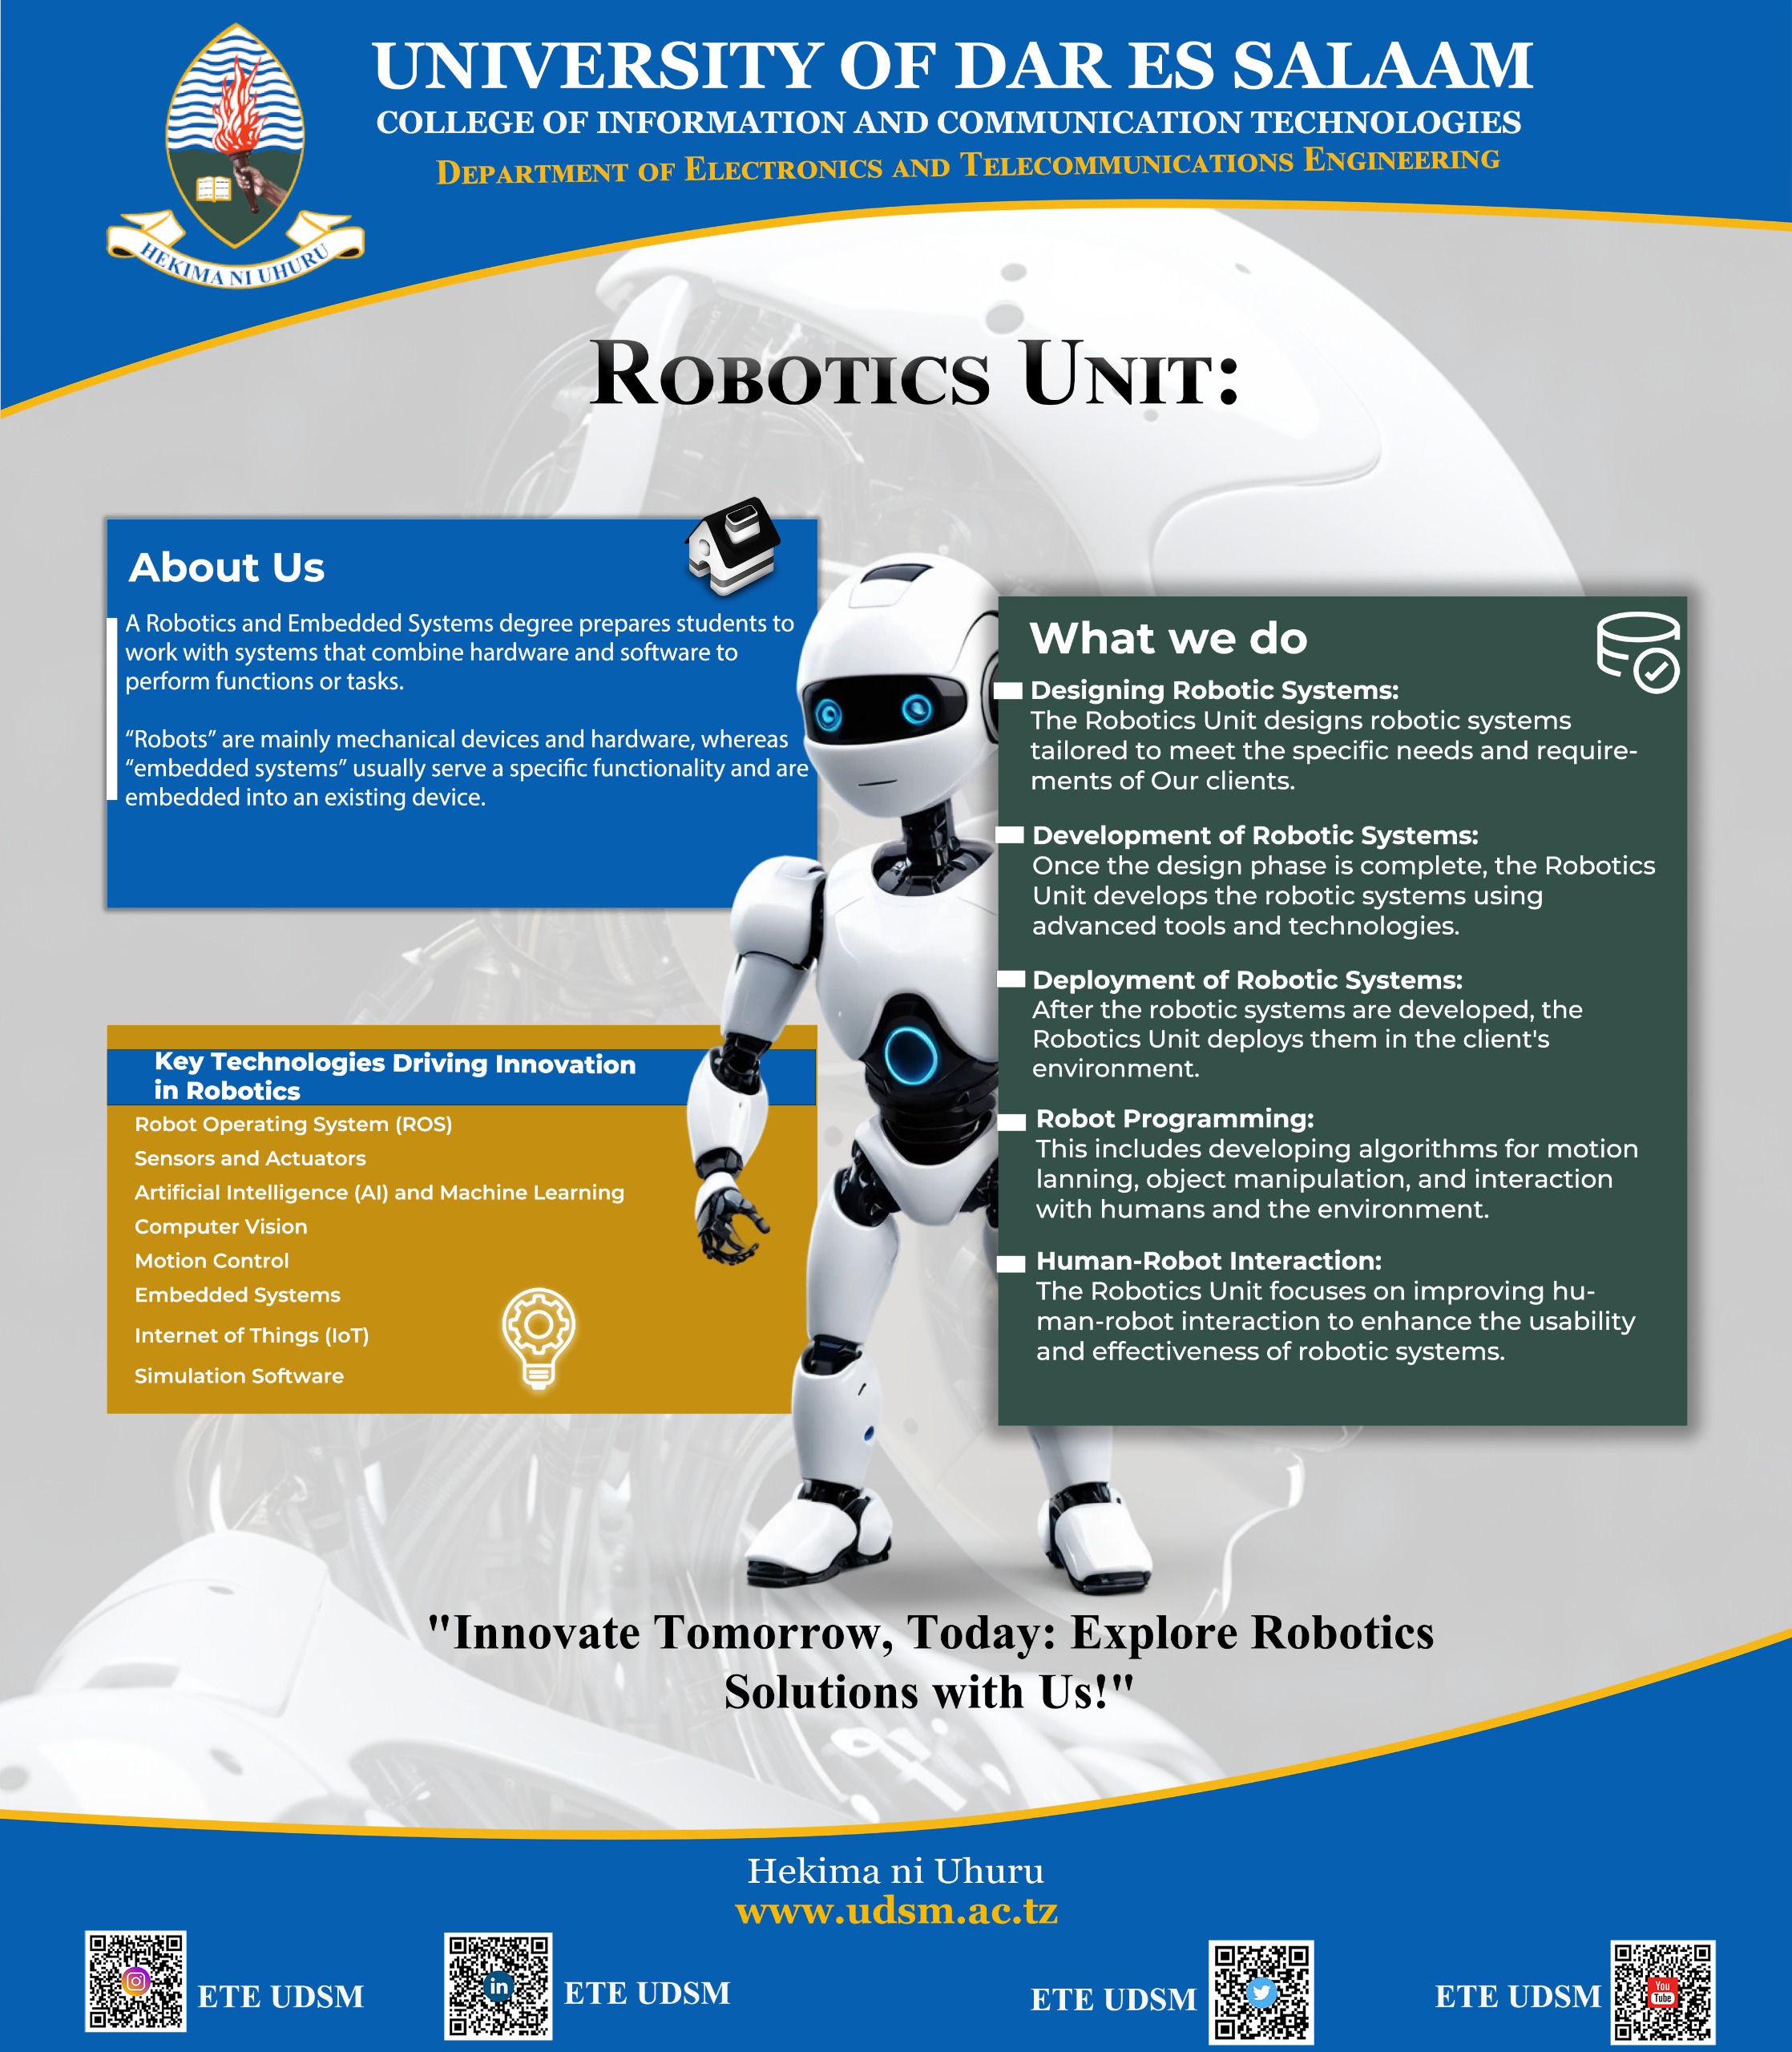 UNIVERSITY OF DAR ES SALAAM
COLLEGE OF INFORMATION AND COMMUNICATION TECHNOLOGIES
DEPARTMENT OF ELECTRONICS AND TELECOMMUNICATIONS ENGINEERING
HEKIMA NI UHURU
ROBOTICS UNIT:
About Us
A Robotics and Embedded Systems degree prepares students to
work with systems that combine hardware and software to
perform functions or tasks.
“Robots” are mainly mechanical devices and hardware, whereas
“embedded systems” usually serve a specific functionality and are
embedded into an existing device.
Key Technologies Driving Innovation
in Robotics
Robot Operating System (ROS)
Sensors and Actuators
Artificial Intelligence (AI) and Machine Learning
Computer Vision
Motion Control
Embedded Systems
Internet of Things (IoT)
Simulation Software
What we do
Designing Robotic Systems:
The Robotics Unit designs robotic systems
tailored to meet the specific needs and require-
ments of Our clients.
Development of Robotic Systems:
Once the design phase is complete, the Robotics
Unit develops the robotic systems using
advanced tools and technologies.
Deployment of Robotic Systems:
After the robotic systems are developed, the
Robotics Unit deploys them in the client's
environment.
Robot Programming:
This includes developing algorithms for motion
lanning, object manipulation, and interaction
with humans and the environment.
Human-Robot Interaction:
The Robotics Unit focuses on improving hu-
man-robot interaction to enhance the usability
and effectiveness of robotic systems.
"Innovate Tomorrow, Today: Explore Robotics
Solutions with Us!"
Hekima ni Uhuru
www.udsm.ac.tz
ETE UDSM
in
ETE UDSM
ETE UDSM
ETE UDSM
You
Tube